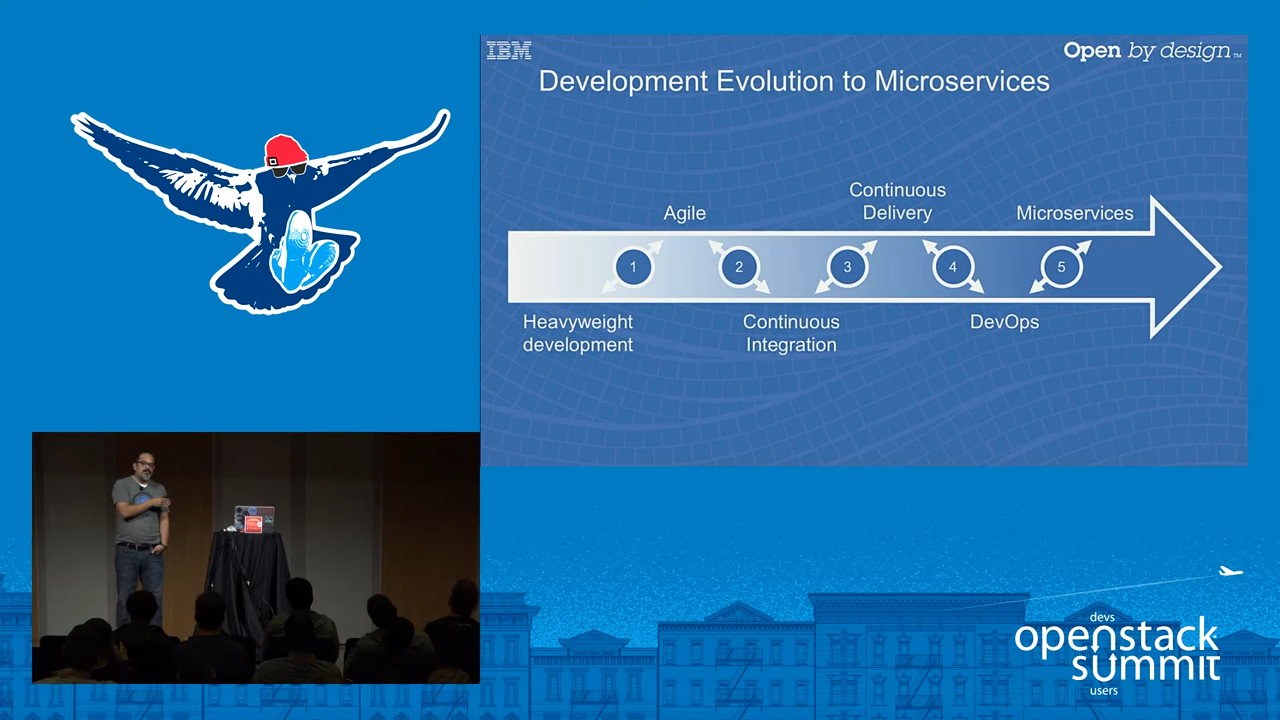 IBM
Open by design™
Development Evolution to Microservices
Agile
Continuous
Delivery
Microservices
1
2
3
4
5
Heavyweight
development
Continuous
Integration
DevOps
devs
openstack
summit
users